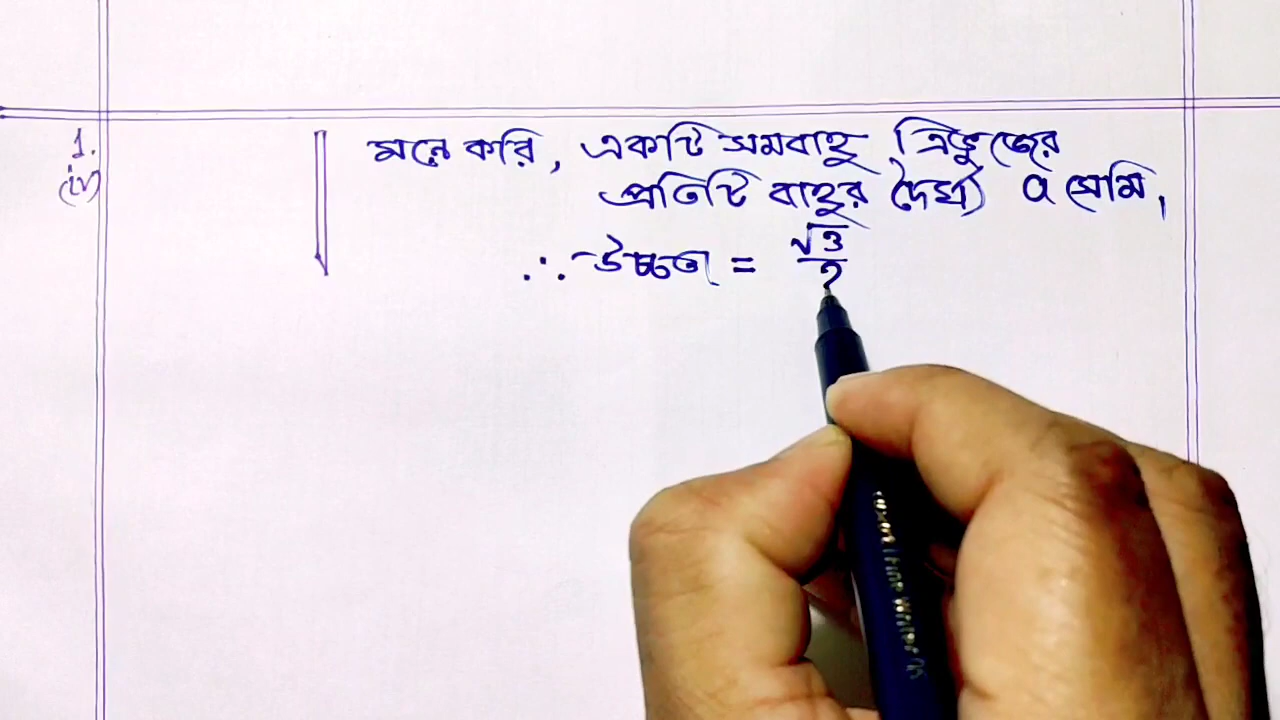 1.
(iv)
মনে করি, একটি সমবাহু ত্রিভুজের
প্রতিটি বাহুর দৈর্ঘ্য a সেমি,
∴ উচ্চতা = √3/2